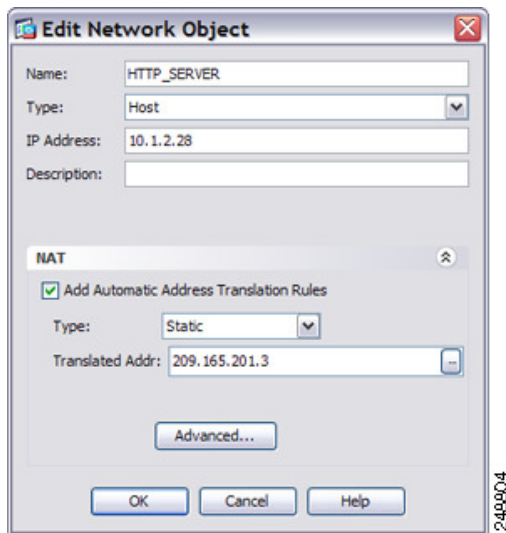 Edit Network Object
Name: HTTP_SERVER
Type: Host
IP Address: 10.1.2.28
Description:
NAT
Add Automatic Address Translation Rules
Type: Static
Translated Addr: 209.165.201.3
...
Advanced...
OK Cancel Help
248804